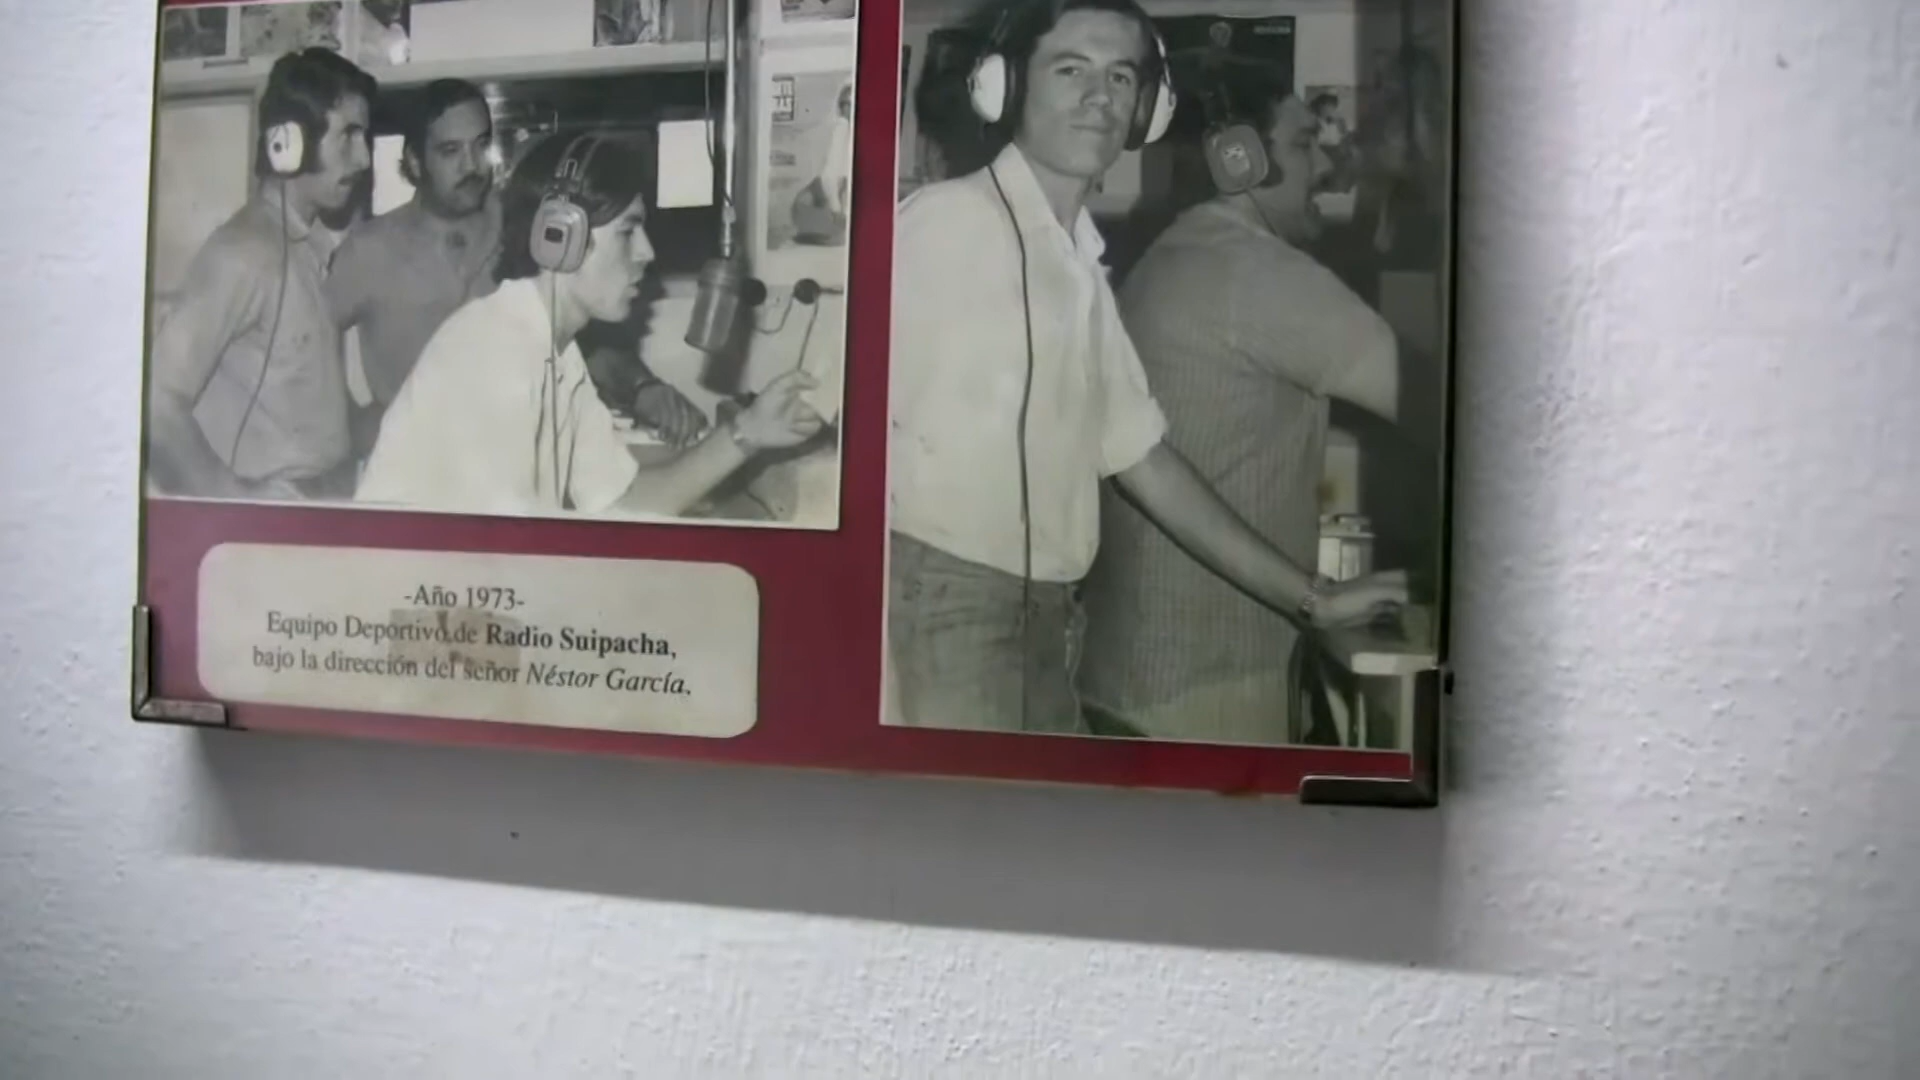 -Año 1973-
Equipo Deportivo de Radio Suipacha,
bajo la dirección del señor Néstor García.